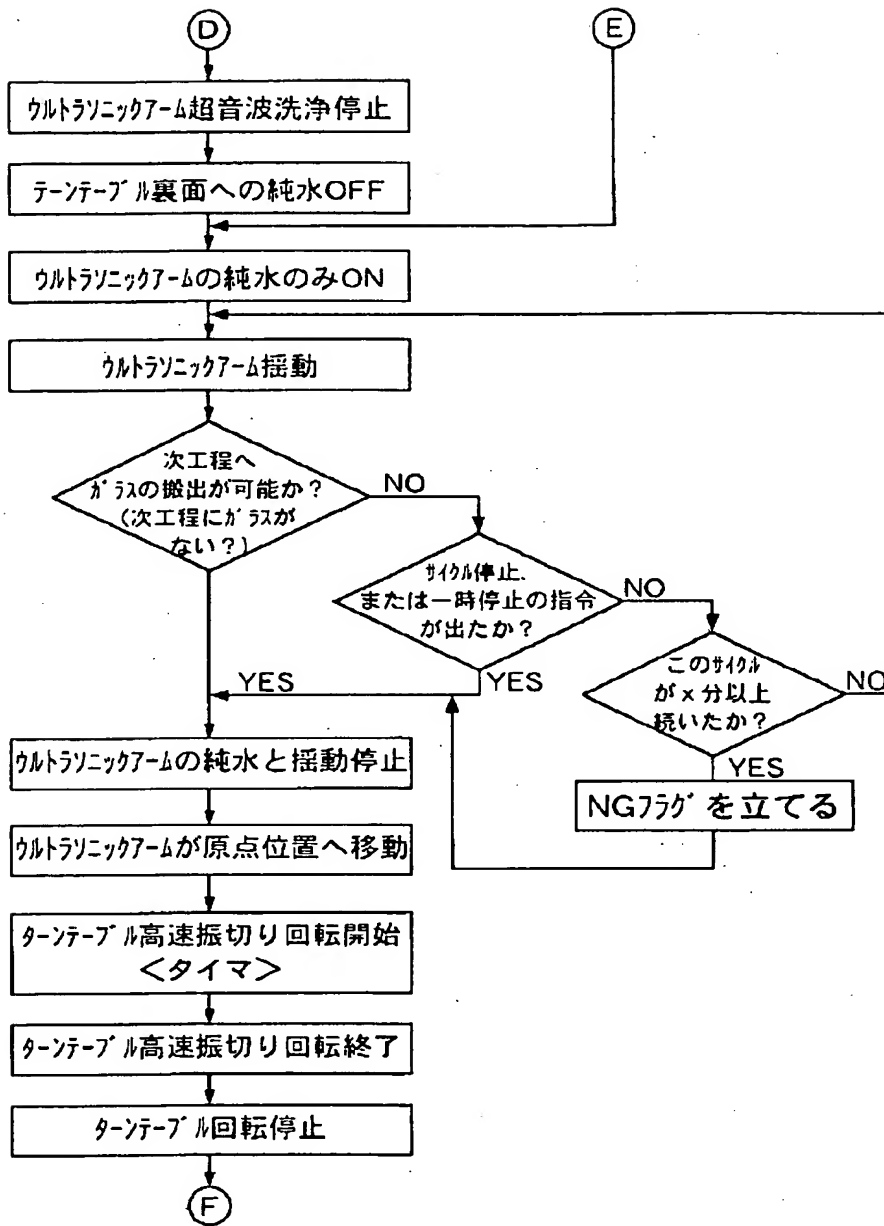 D
E
ウルトラソニックアーム超音波洗浄停止
テーンテーブル裏面への純水OFF
ウルトラソニックアームの純水のみON
ウルトラソニックアーム揺動
次工程へ
ガラスの搬出が可能か?
(次工程にガラスが
ない?)
NO
サイクル停止、
または一時停止の指令
が出たか?
NO
このサイクル
がx分以上
続いたか?
NO
YES
YES
YES
ウルトラソニックアームの純水と揺動停止
NGフラグを立てる
ウルトラソニックアームが原点位置へ移動
ターンテーブル高速振切り回転開始
<タイマ>
ターンテーブル高速振切り回転終了
ターンテーブル回転停止
F